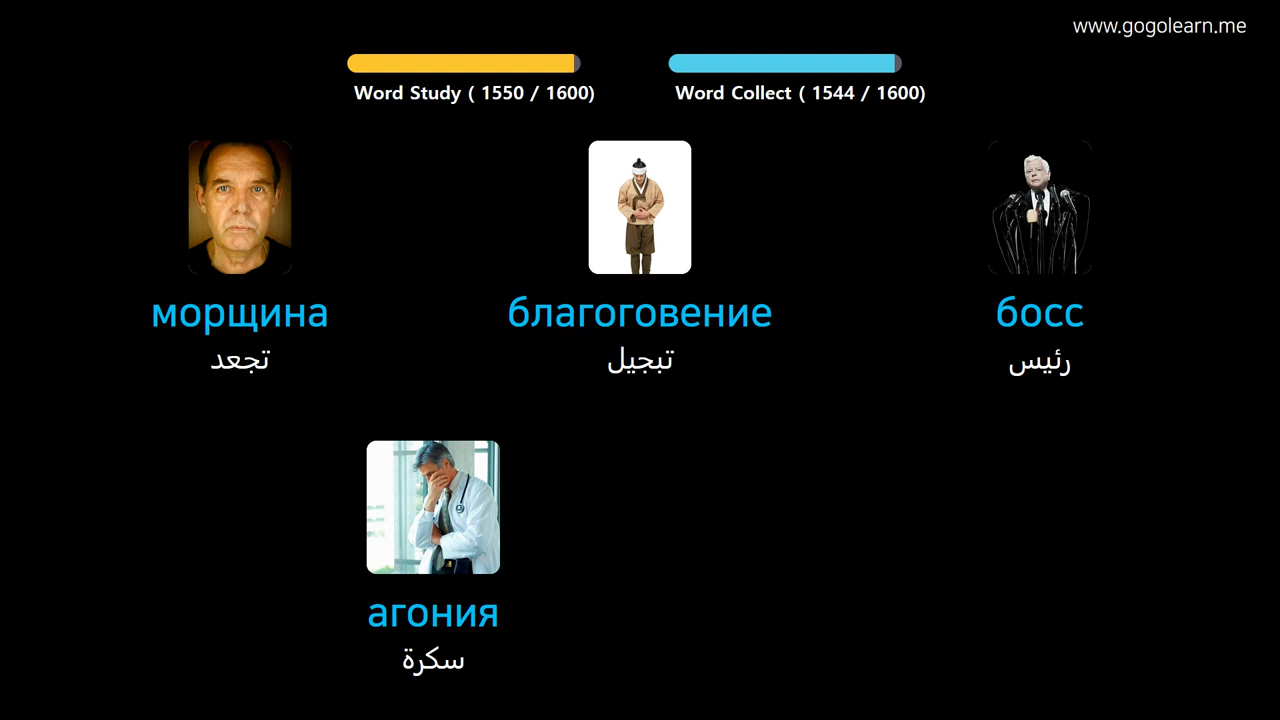 www.gogolearn.me
Word Study ( 1550 / 1600)
Word Collect ( 1544 / 1600)
морщина
تجعد
благоговение
تبجيل
босс
رئيس
агония
سكرة